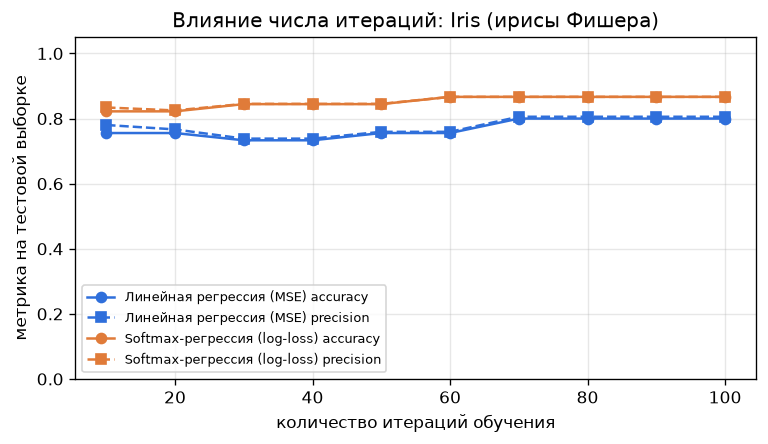 Влияние числа итераций: Iris (ирисы Фишера)
метрика на тестовой выборке
1.0
0.8
0.6
0.4
0.2
0.0
Линейная регрессия (MSE) accuracy
Линейная регрессия (MSE) precision
Softmax-регрессия (log-loss) accuracy
Softmax-регрессия (log-loss) precision
20 40 60 80 100
количество итераций обучения